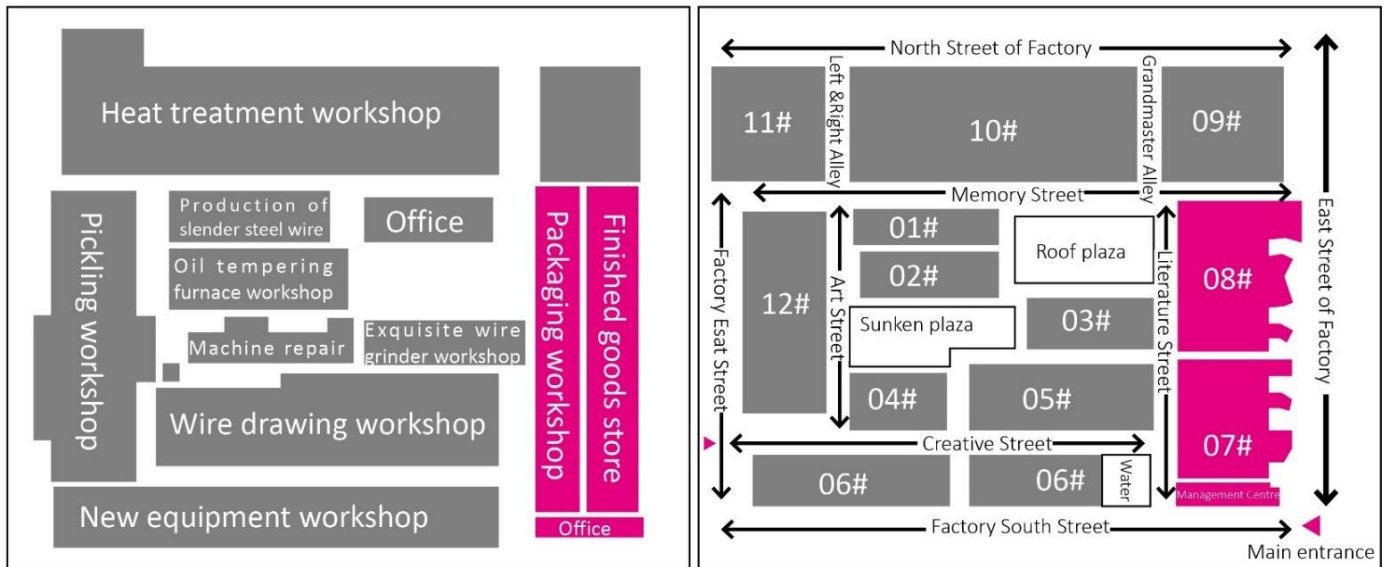 Heat treatment workshop
Pickling workshop
Production of
slender steel wire
Office
Oil tempering
furnace workshop
Machine repair
Exquisite wire
grinder workshop
Wire drawing workshop
New equipment workshop
Packaging workshop
Finished goods store
Office
North Street of Factory
11#
Left &Right Alley
10#
Grandmaster Alley
09#
East Street of Factory
Memory Street
Factory Esat Street
12#
Art Street
01#
02#
Roof plaza
Literature Street
08#
Sunken plaza
03#
04#
05#
07#
Creative Street
06#
06#
Water
Management Centre
Factory South Street
Main entrance